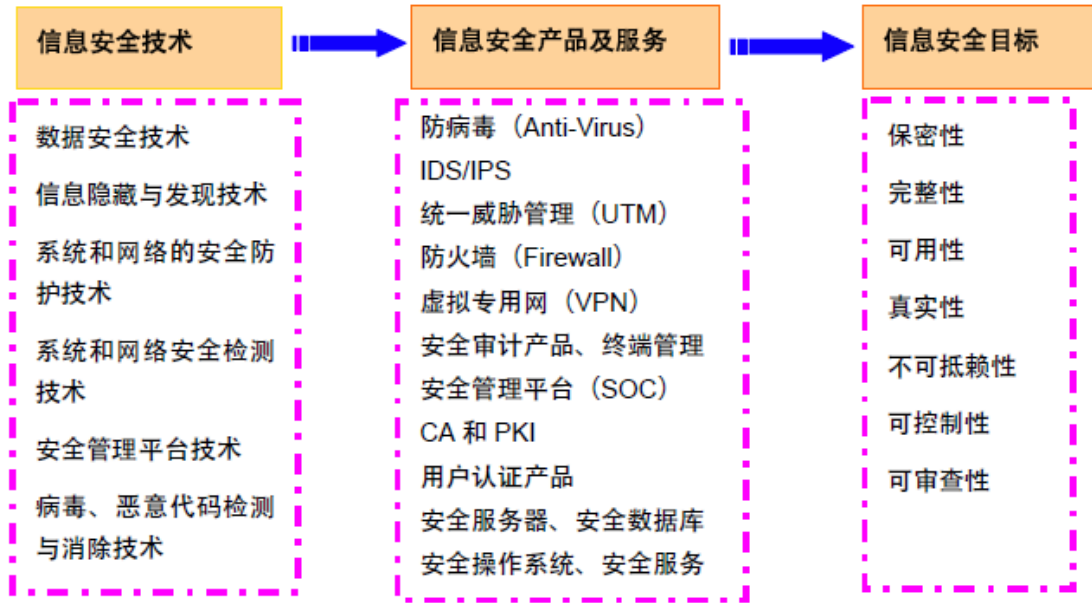 信息安全技术
信息安全产品及服务
信息安全目标
数据安全技术
信息隐藏与发现技术
系统和网络的安全防
护技术
系统和网络安全检测
技术
安全管理平台技术
病毒、恶意代码检测
与消除技术
防病毒（Anti-Virus）
IDS/IPS
统一威胁管理（UTM）
防火墙（Firewall）
虚拟专用网（VPN）
安全审计产品、终端管理
安全管理平台（SOC）
CA 和 PKI
用户认证产品
安全服务器、安全数据库
安全操作系统、安全服务
保密性
完整性
可用性
真实性
不可抵赖性
可控制性
可审查性